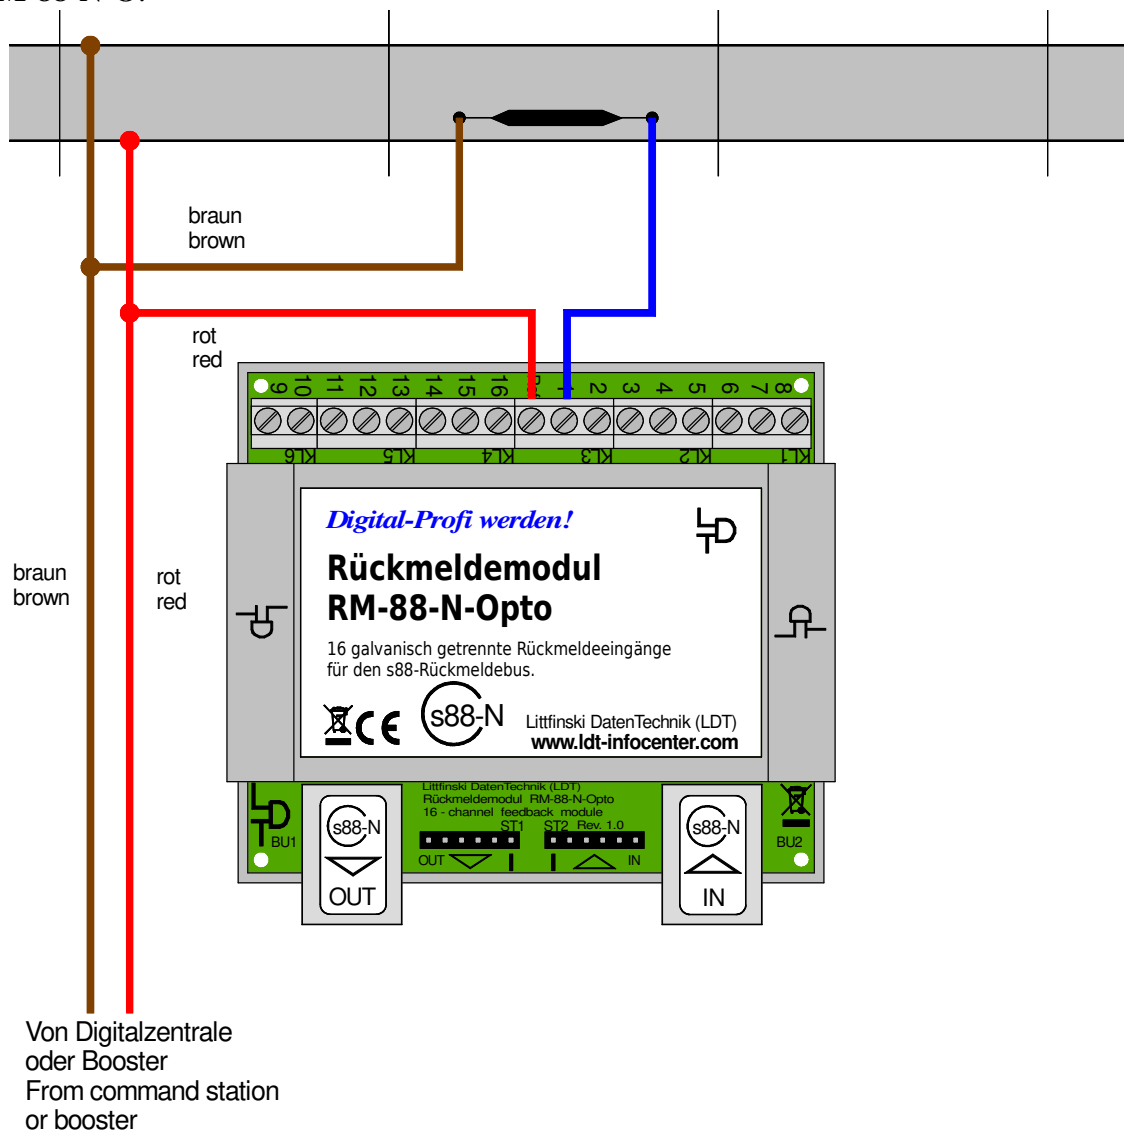 braun
brown
rot
red
9 10 11 12 13 14 15 16 1 2 3 4 5 6 7 8
KL6 KL5 KL4 KL3 KL2 KL1
Digital-Profi werden!
Rückmeldemodul
RM-88-N-Opto
16 galvanisch getrennte Rückmeldeeingänge
für den s88-Rückmeldebus.
CE s88-N
Littfinski DatenTechnik (LDT)
www.ldt-infocenter.com
braun
brown
rot
red
Littfinski DatenTechnik (LDT)
Rückmeldemodul RM-88-N-Opto
16 - channel feedback module
ST1 ST2 Rev. 1.0
BU1 s88-N s88-N BU2
OUT IN
OUT IN
Von Digitalzentrale
oder Booster
From command station
or booster